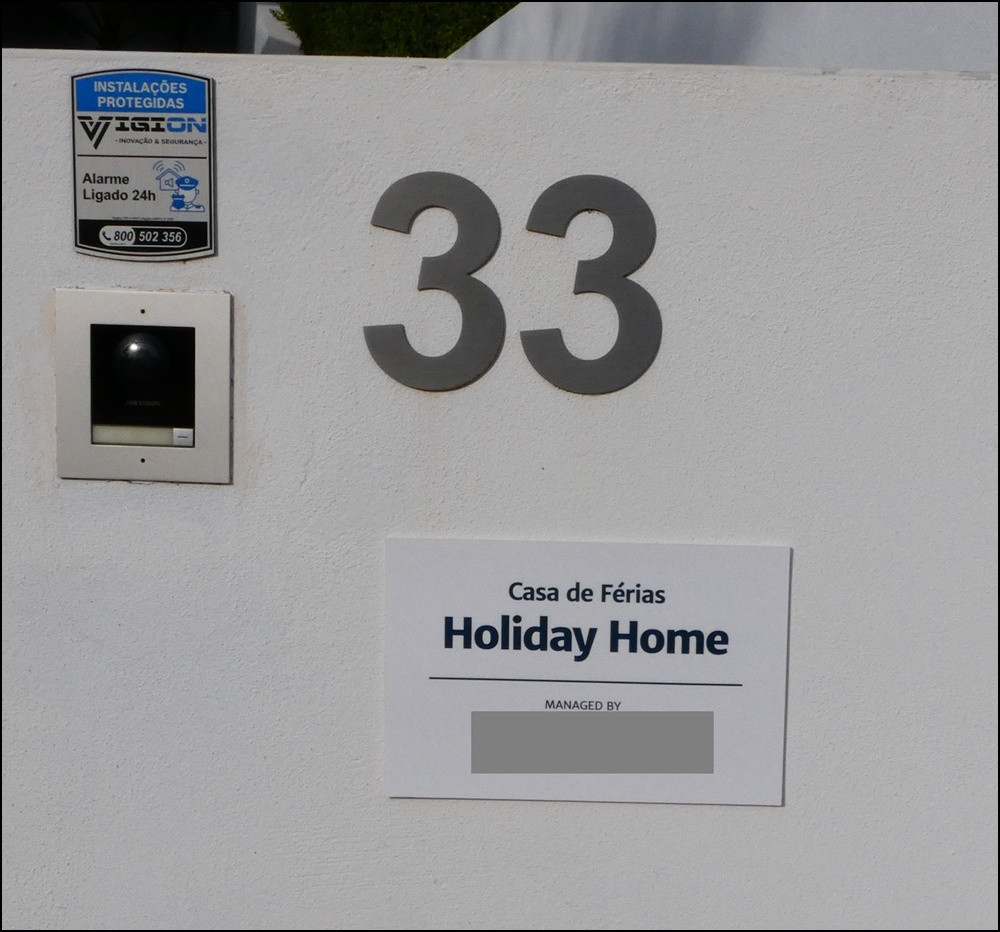 INSTALAÇÕES
PROTEGIDAS
VIGION
- INOVAÇÃO & SEGURANÇA -
Alarme
Ligado 24h
800 502 356
33
Casa de Férias
Holiday Home
MANAGED BY